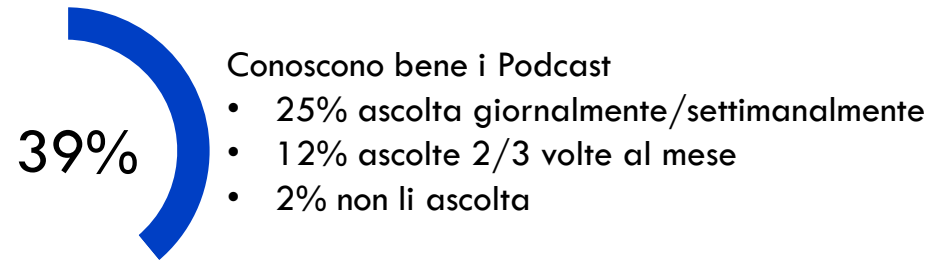 39%
Conoscono bene i Podcast
• 25% ascolta giornalmente/settimanalmente
• 12% ascolte 2/3 volte al mese
• 2% non li ascolta